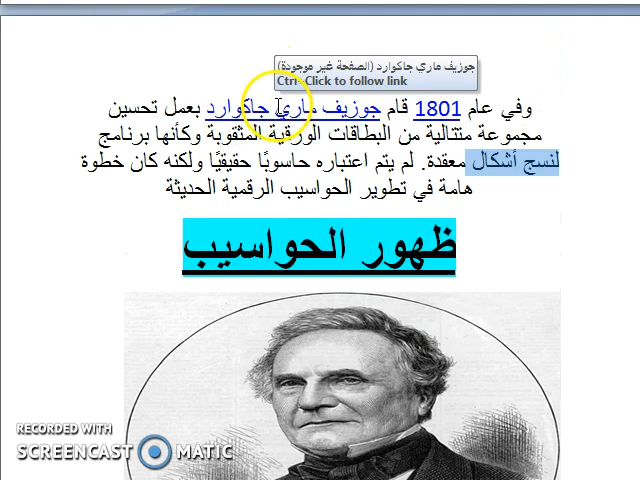 جوزيف ماري جاكوارد (الصفحة غير موجودة)
Ctrl+Click to follow link
وفي عام 1801 قام جوزيف ماري جاكوارد بعمل تحسين
مجموعة متتالية من البطاقات الورقية المثقوبة وكأنها برنامج
لنسج أشكال معقدة. لم يتم اعتباره حاسوبًا حقيقيًا ولكنه كان خطوة
هامة في تطوير الحواسيب الرقمية الحديثة
ظهور الحواسيب
RECORDED WITH
SCREENCAST MATIC